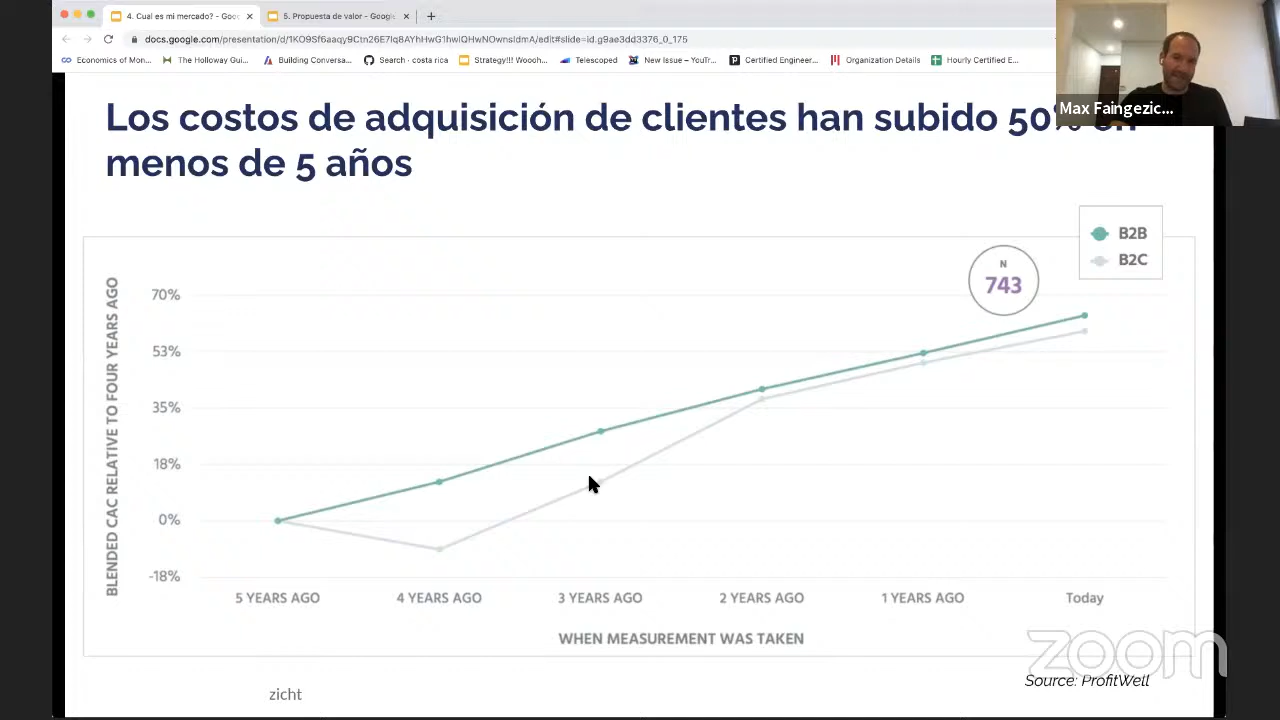 4. Cual es mi mercado? - Goo
5. Propuesta de valor - Google
docs.google.com/presentation/d/1KO9Sf6aaqy9Ctn26E7lq8AYhHwG1hwiQHwNOwnsIdmA/edit#slide=id.g9ae3dd3376_0_175
Economics of Mon...
The Holloway Gui...
Building Conversa...
Search · costa rica
Strategy!!! Woooh...
Telescoped
New Issue – YouTr...
Certified Engineer...
Organization Details
Hourly Certified E...
Max Faingezic...
Los costos de adquisición de clientes han subido 50% en
menos de 5 años
B2B
B2C
N
743
BLENDED CAC RELATIVE TO FOUR YEARS AGO
70%
53%
35%
18%
0%
-18%
5 YEARS AGO
4 YEARS AGO
3 YEARS AGO
2 YEARS AGO
1 YEARS AGO
Today
WHEN MEASUREMENT WAS TAKEN
zoom
Source: ProfitWell
zicht